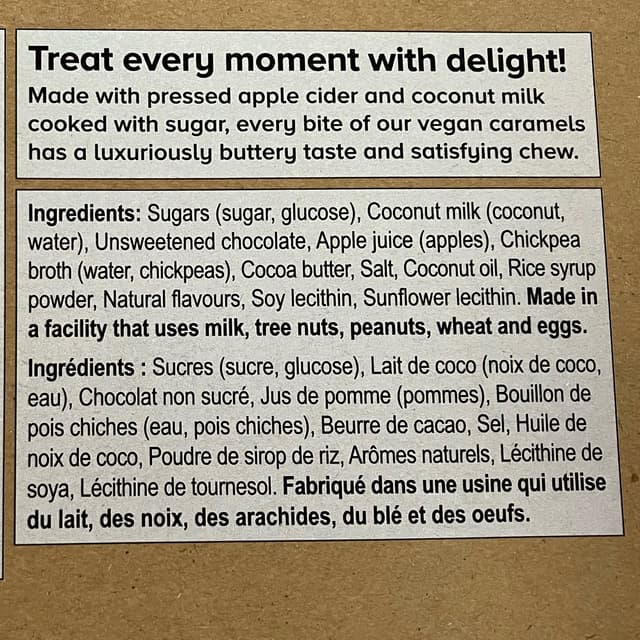 Treat every moment with delight!
Made with pressed apple cider and coconut milk
cooked with sugar, every bite of our vegan caramels
has a luxuriously buttery taste and satisfying chew.
Ingredients: Sugars (sugar, glucose), Coconut milk (coconut,
water), Unsweetened chocolate, Apple juice (apples), Chickpea
broth (water, chickpeas), Cocoa butter, Salt, Coconut oil, Rice syrup
powder, Natural flavours, Soy lecithin, Sunflower lecithin. Made in
a facility that uses milk, tree nuts, peanuts, wheat and eggs.
Ingrédients : Sucres (sucre, glucose), Lait de coco (noix de coco,
eau), Chocolat non sucré, Jus de pomme (pommes), Bouillon de
pois chiches (eau, pois chiches), Beurre de cacao, Sel, Huile de
noix de coco, Poudre de sirop de riz, Arômes naturels, Lécithine de
soya, Lécithine de tournesol. Fabriqué dans une usine qui utilise
du lait, des noix, des arachides, du blé et des oeufs.